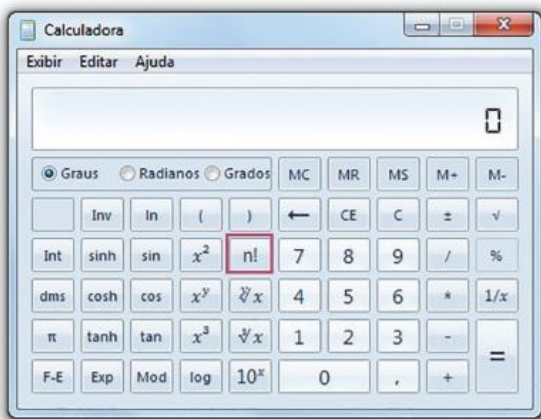 Calculadora
Exibir Editar Ajuda
0
Graus Radianos Grados MC MR MS M+ M-
Inv ln ( ) ← CE C ± √
Int sinh sin x² n! 7 8 9 / %
dms cosh cos xʸ ʸ√x 4 5 6 * 1/x
π tanh tan x³ ³√x 1 2 3 - =
F-E Exp Mod log 10ˣ 0 , +